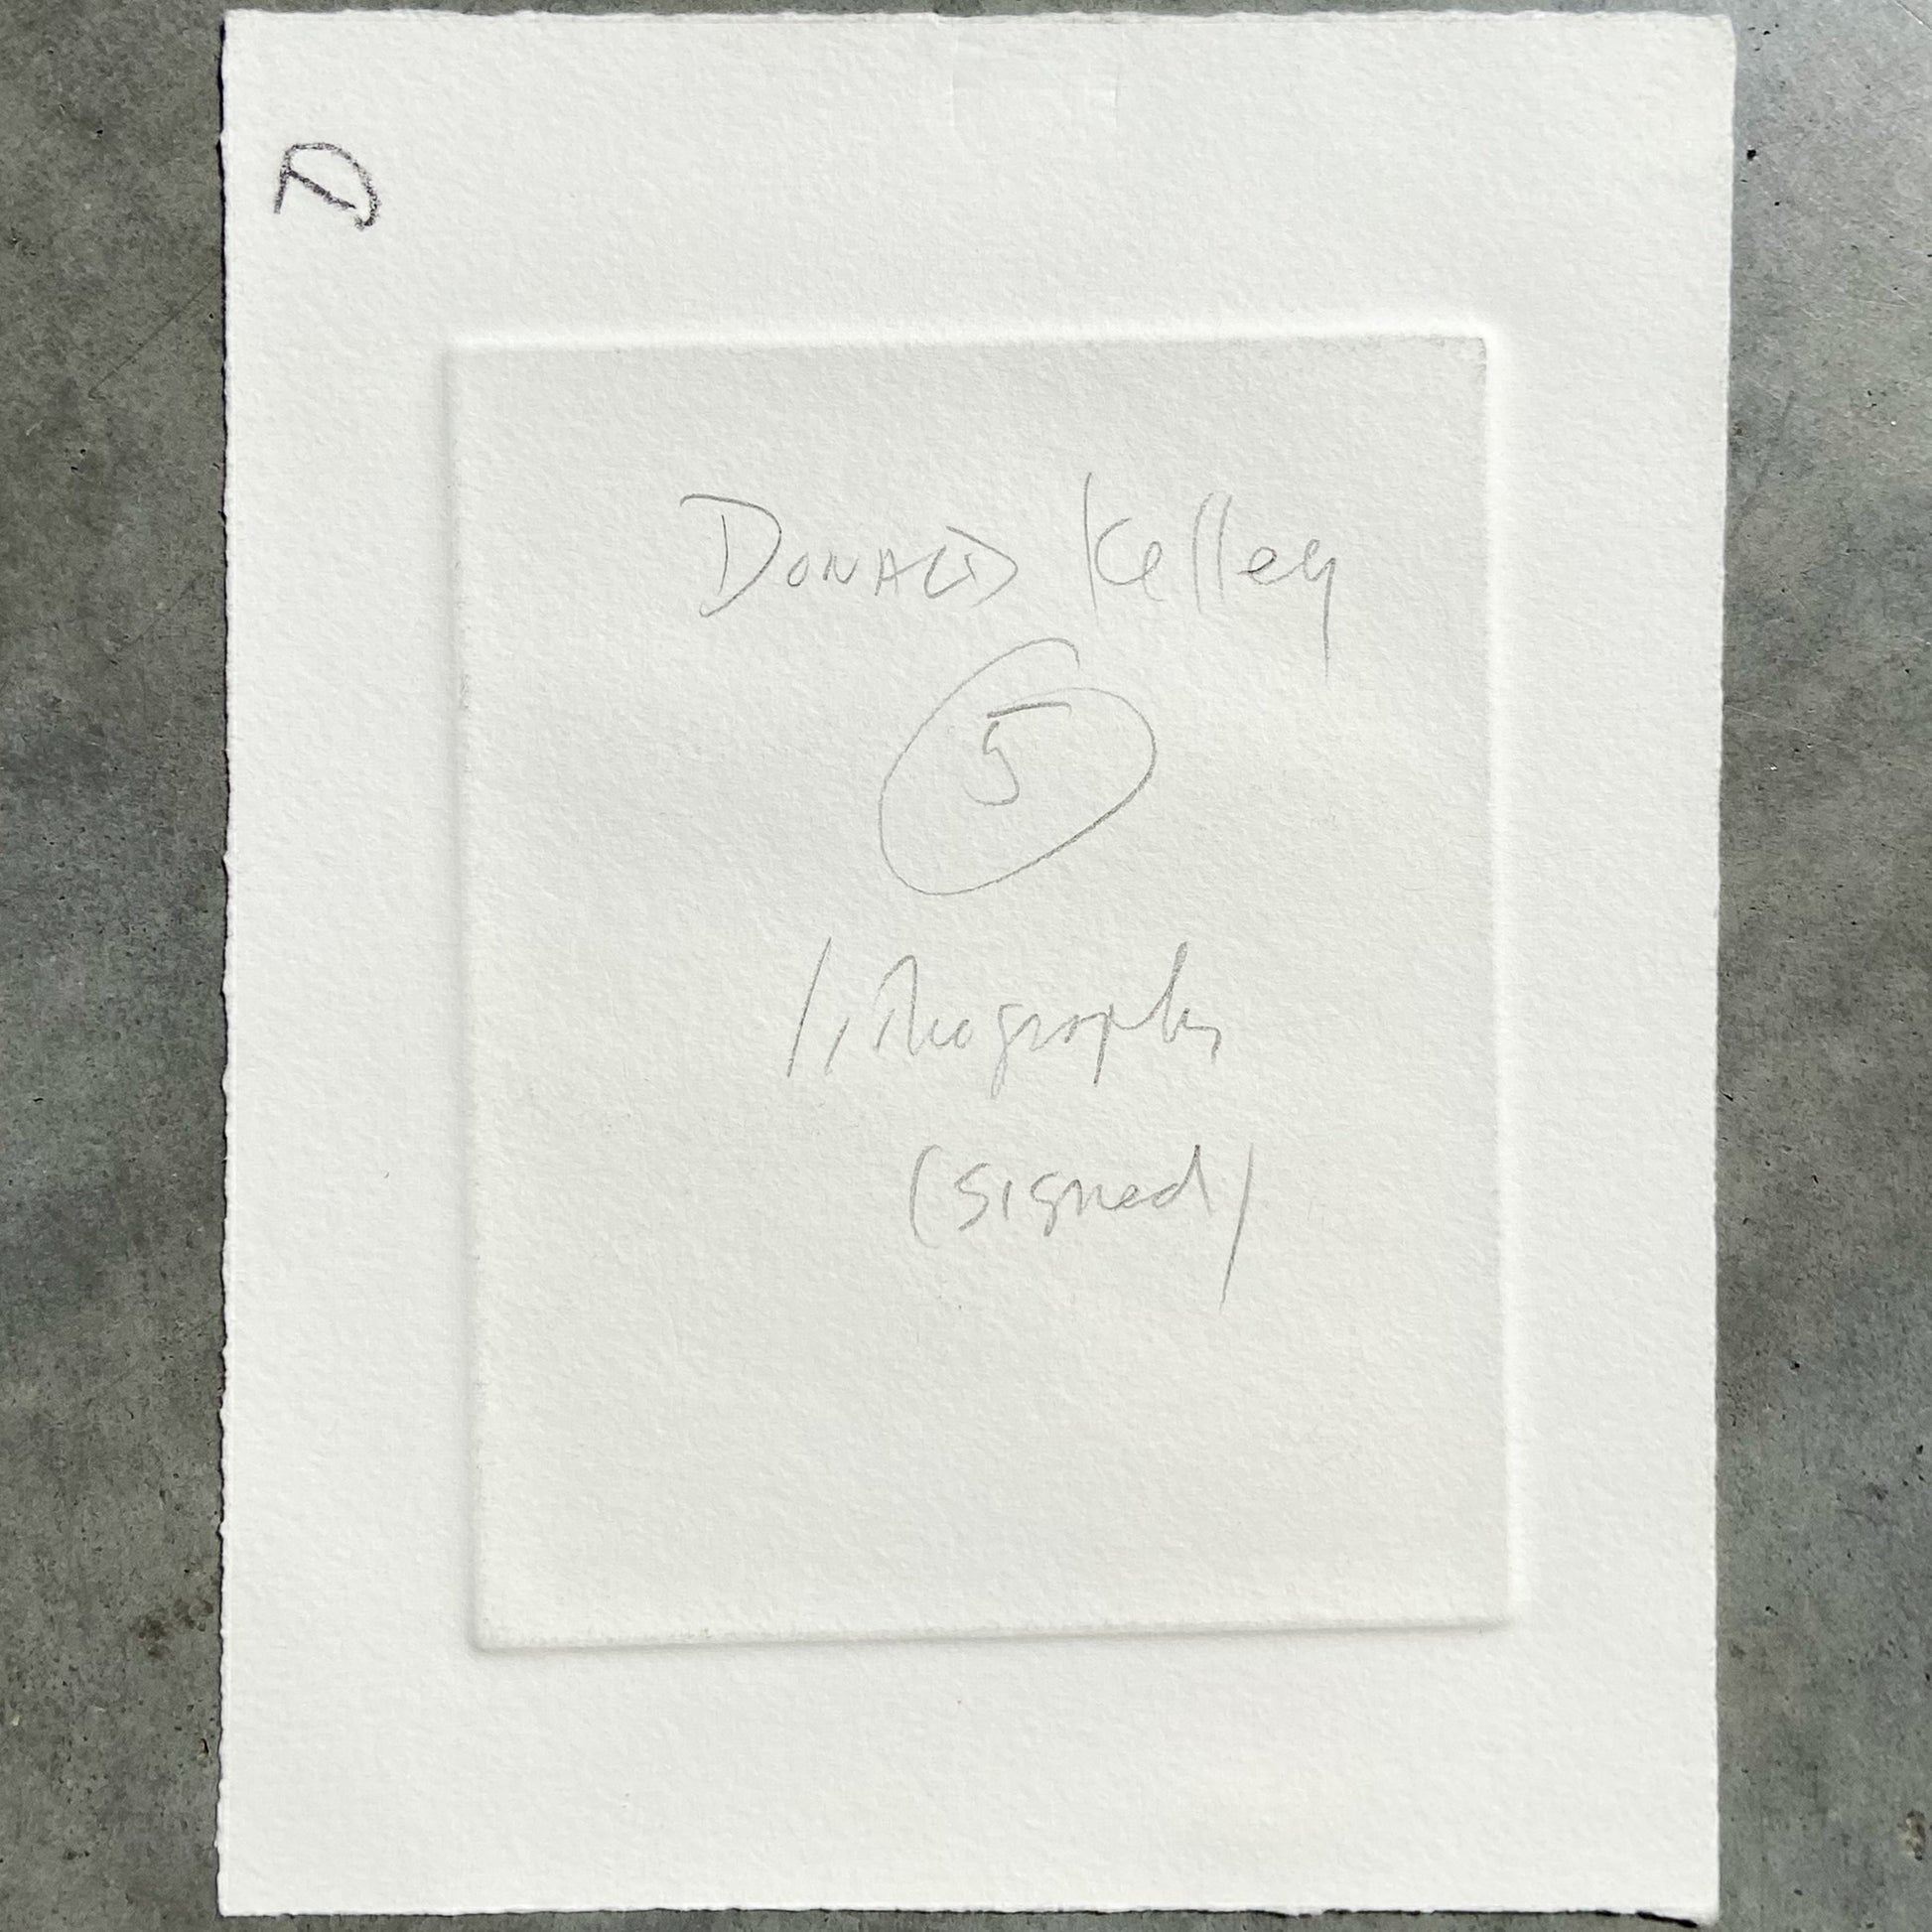 D
Donald Kelley
5
lithographs
(signed)